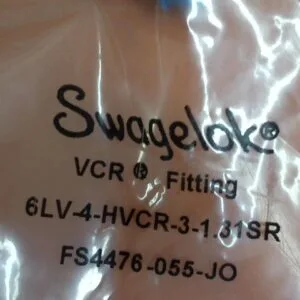 Swagelok®
VCR® Fitting
6LV-4-HVCR-3-1.31SR
FS4476-055-JO